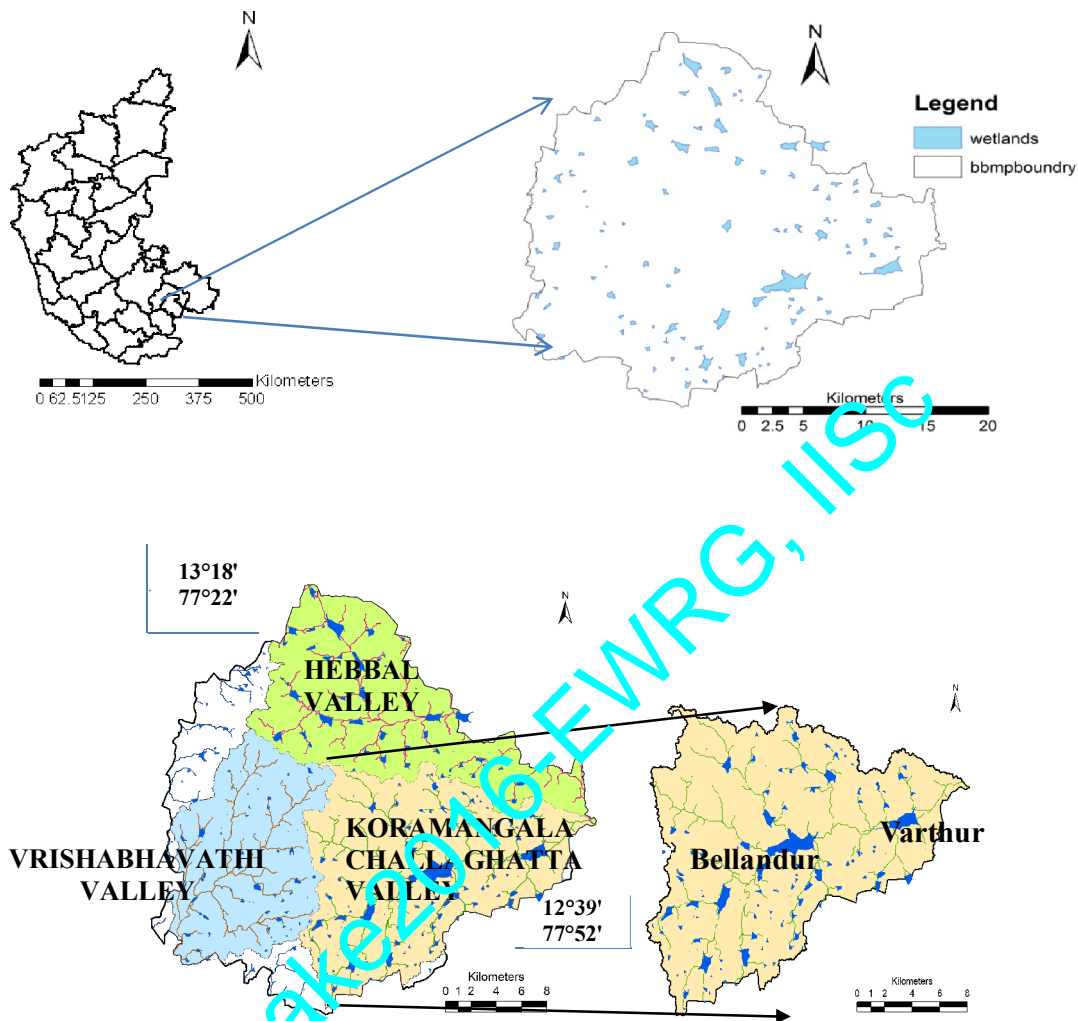 N
N
Legend
wetlands
bbmpboundry
Kilometers
0 62.5125 250 375 500
Kilometers
0 2.5 5 10 15 20
13°18'
77°22'
N
HEBBAL
VALLEY
N
KORAMANGALA
CHALLAGHATTA
VALLEY
VRISHABHAVATHI
VALLEY
Bellandur
Varthur
12°39'
77°52'
Kilometers
0 1 2 4 6 8
Kilometers
0 1 2 4 6 8
ake2016-EWRG, IISc